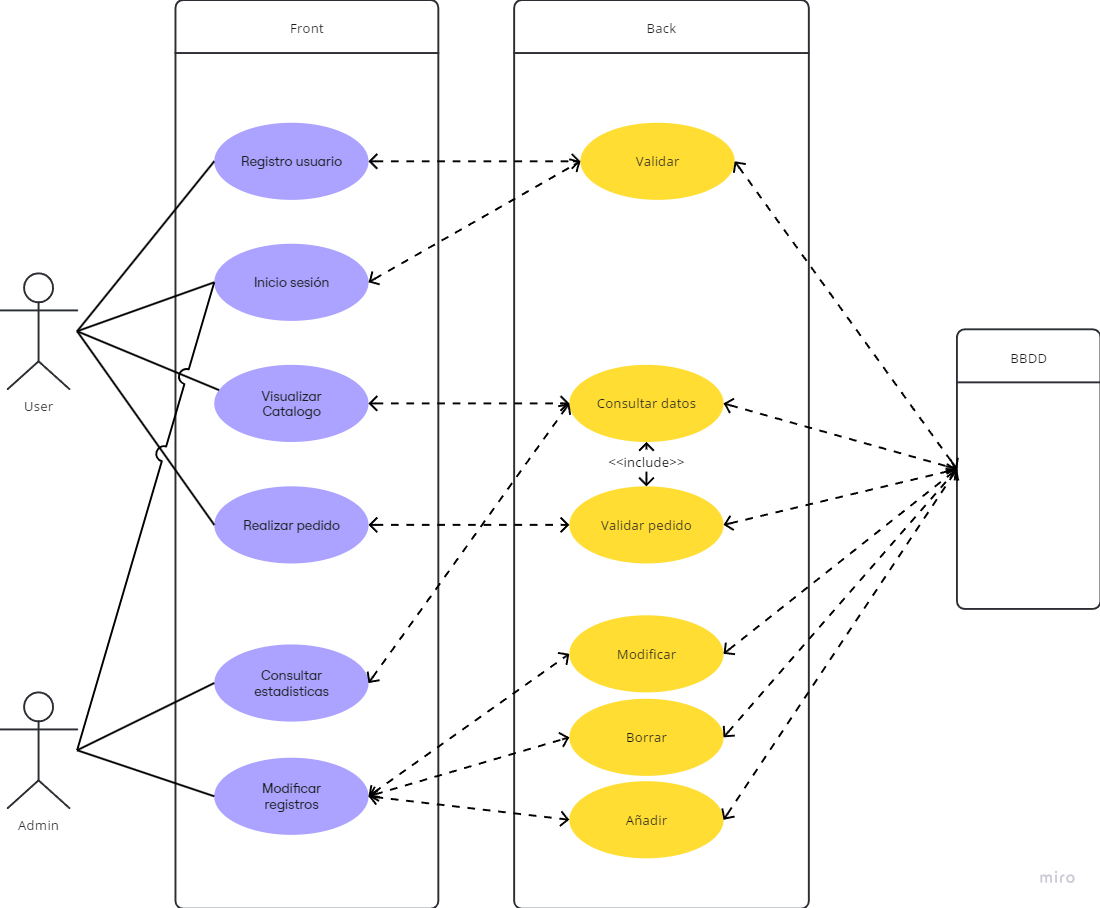 Front
Back
Registro usuario
Validar
Inicio sesión
User
Visualizar
Catalogo
Consultar datos
BBDD
<<include>>
Realizar pedido
Validar pedido
Consultar
estadisticas
Modificar
Borrar
Modificar
registros
Añadir
Admin
miro